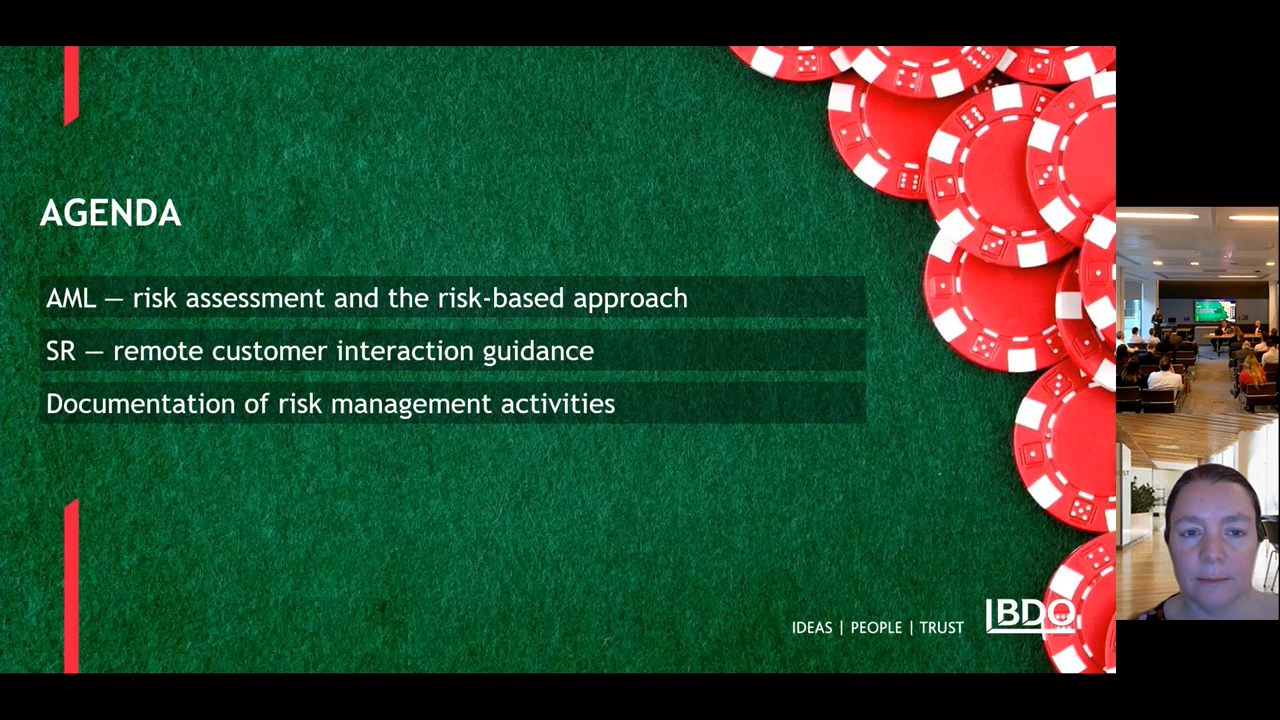 AGENDA
AML — risk assessment and the risk-based approach
SR — remote customer interaction guidance
Documentation of risk management activities
IDEAS | PEOPLE | TRUST
BDO